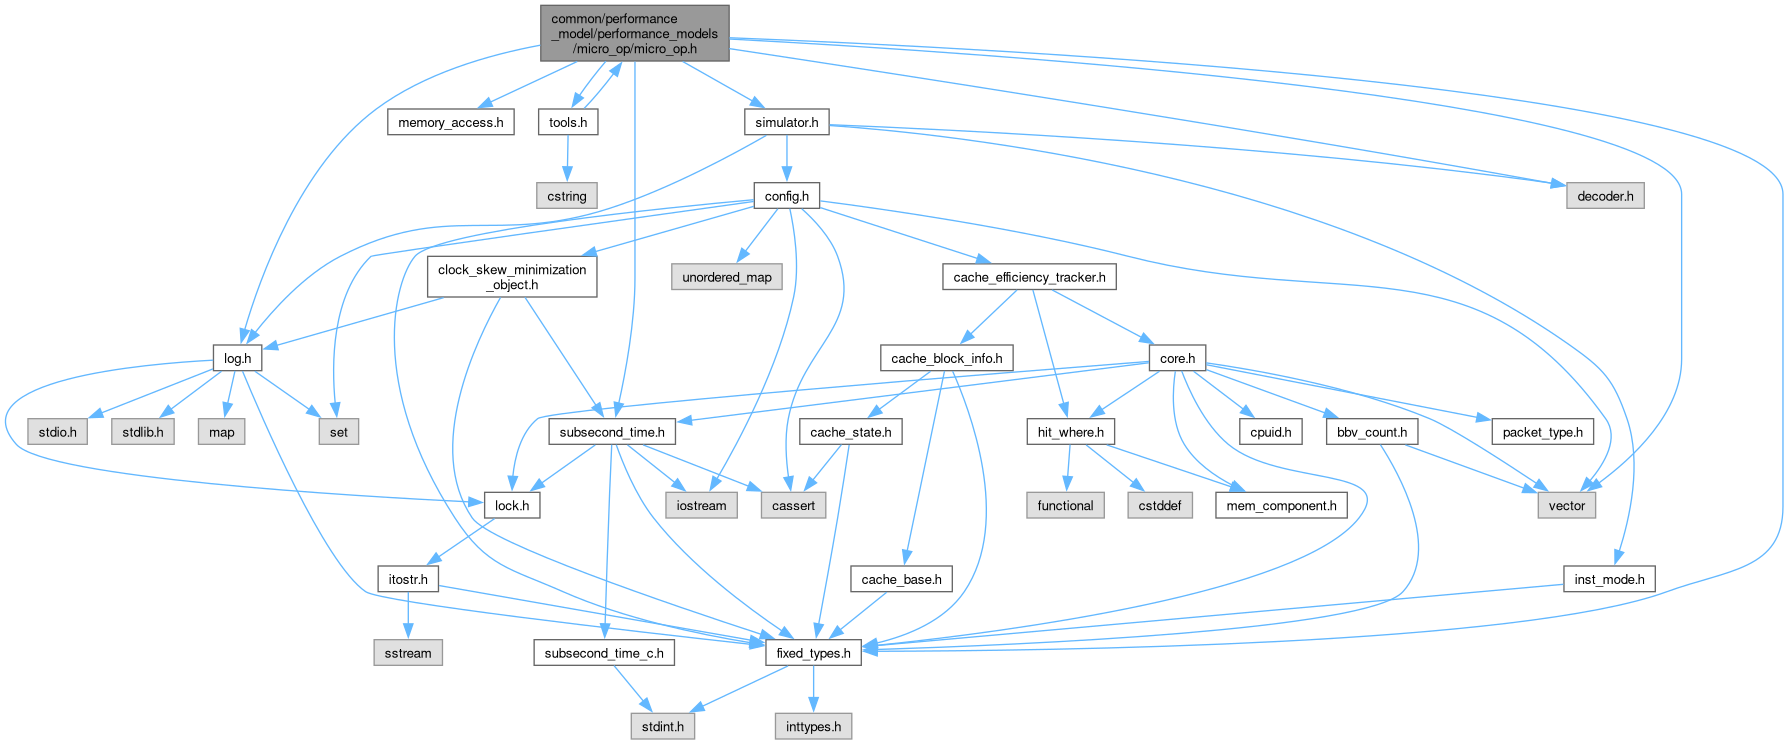 common/performance
_model/performance_models
/micro_op/micro_op.h
memory_access.h
tools.h
simulator.h
cstring
config.h
decoder.h
clock_skew_minimization
_object.h
unordered_map
cache_efficiency_tracker.h
log.h
cache_block_info.h
core.h
stdio.h
stdlib.h
map
set
subsecond_time.h
cache_state.h
hit_where.h
cpuid.h
bbv_count.h
packet_type.h
lock.h
iostream
cassert
functional
cstddef
mem_component.h
vector
itostr.h
cache_base.h
inst_mode.h
sstream
subsecond_time_c.h
fixed_types.h
stdint.h
inttypes.h